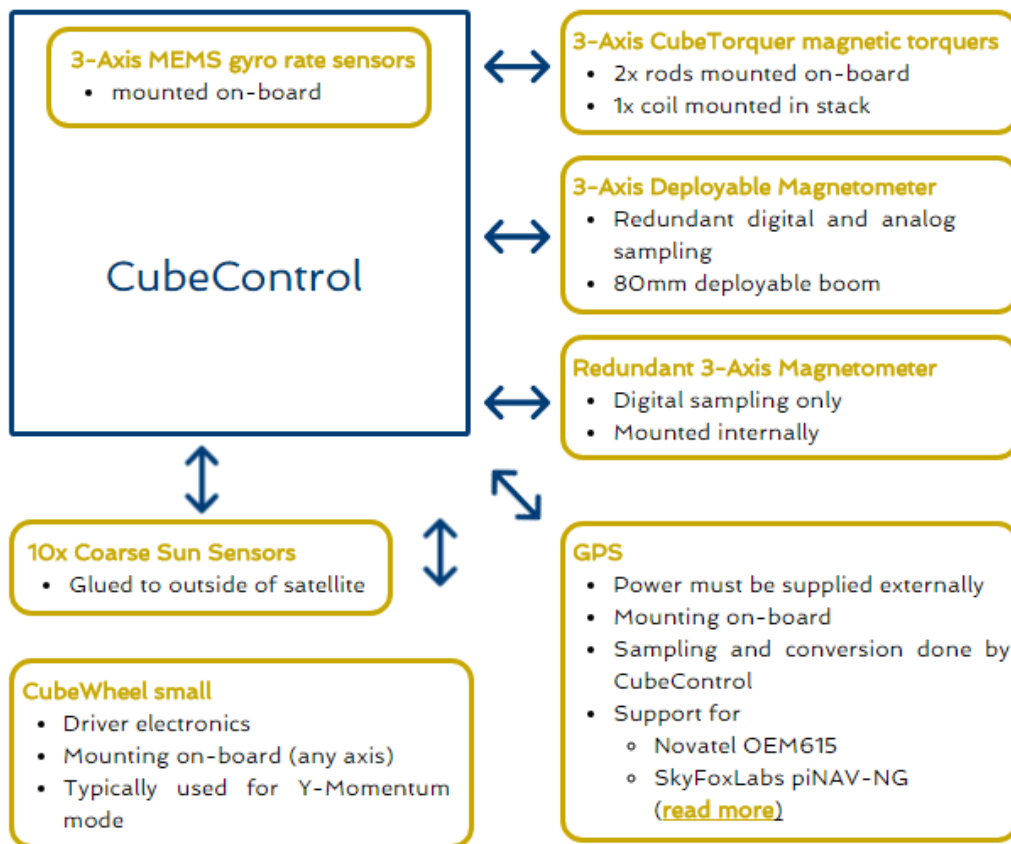 3-Axis MEMS gyro rate sensors
• mounted on-board
CubeControl
3-Axis CubeTorquer magnetic torquers
• 2x rods mounted on-board
• 1x coil mounted in stack
3-Axis Deployable Magnetometer
• Redundant digital and analog
sampling
• 80mm deployable boom
Redundant 3-Axis Magnetometer
• Digital sampling only
• Mounted internally
10x Coarse Sun Sensors
• Glued to outside of satellite
CubeWheel small
• Driver electronics
• Mounting on-board (any axis)
• Typically used for Y-Momentum
mode
GPS
• Power must be supplied externally
• Mounting on-board
• Sampling and conversion done by
CubeControl
• Support for
◦ Novatel OEM615
◦ SkyFoxLabs piNAV-NG
(read more)